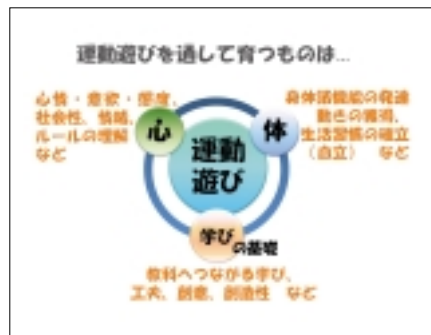 運動遊びを通して育つものは…
心情・意欲・態度、
社会性、情緒、
ルールの理解
など
心
身体諸機能の発達
動きの獲得、
生活習慣の確立
（自立）　など
体
運動
遊び
学びの基礎
教科へつながる学び、
工夫、創意、創造性　など